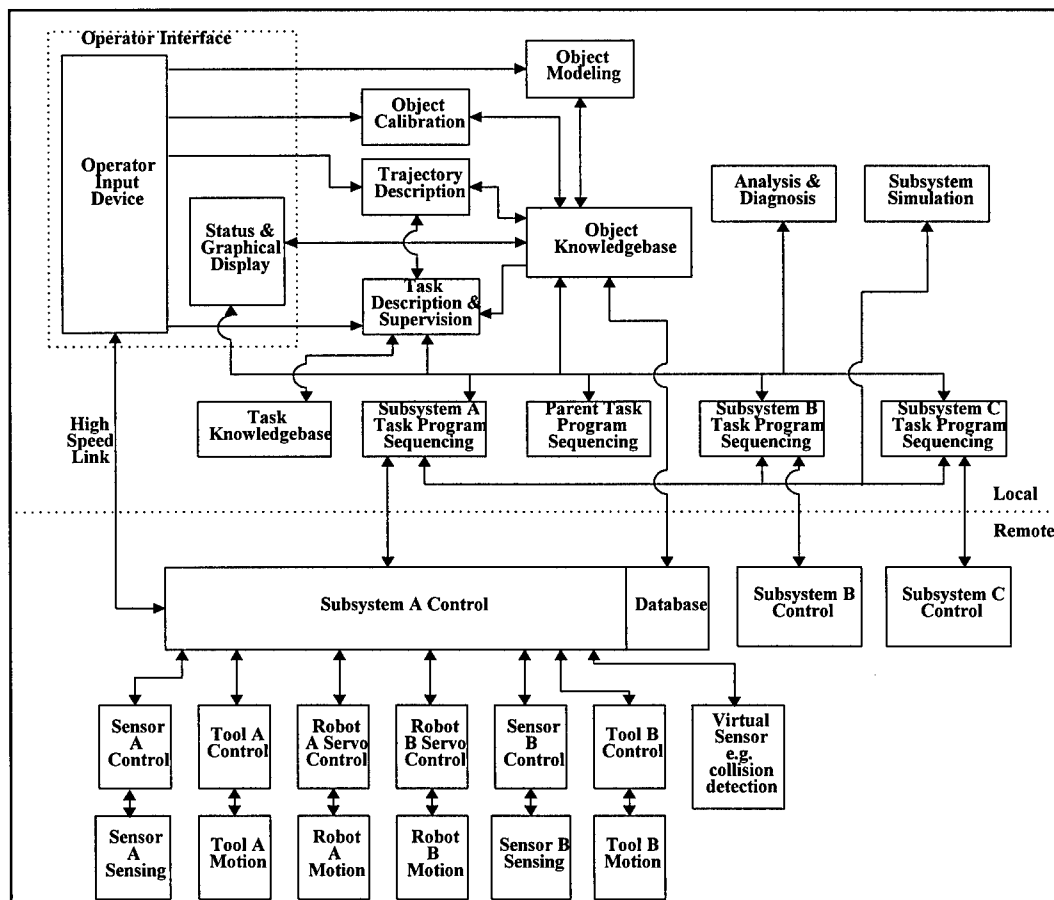 Operator Interface
Operator
Input
Device
Object
Modeling
Object
Calibration
Trajectory
Description
Status &
Graphical
Display
Object
Knowledgebase
Analysis &
Diagnosis
Subsystem
Simulation
Task
Description &
Supervision
High
Speed
Link
Task
Knowledgebase
Subsystem A
Task Program
Sequencing
Parent Task
Program
Sequencing
Subsystem B
Task Program
Sequencing
Subsystem C
Task Program
Sequencing
Local
Remote
Subsystem A Control
Database
Subsystem B
Control
Subsystem C
Control
Sensor
A
Control
Tool A
Control
Robot
A Servo
Control
Robot
B Servo
Control
Sensor
B
Control
Tool B
Control
Virtual
Sensor
e.g.
collision
detection
Sensor
A
Sensing
Tool A
Motion
Robot
A
Motion
Robot
B
Motion
Sensor B
Sensing
Tool B
Motion